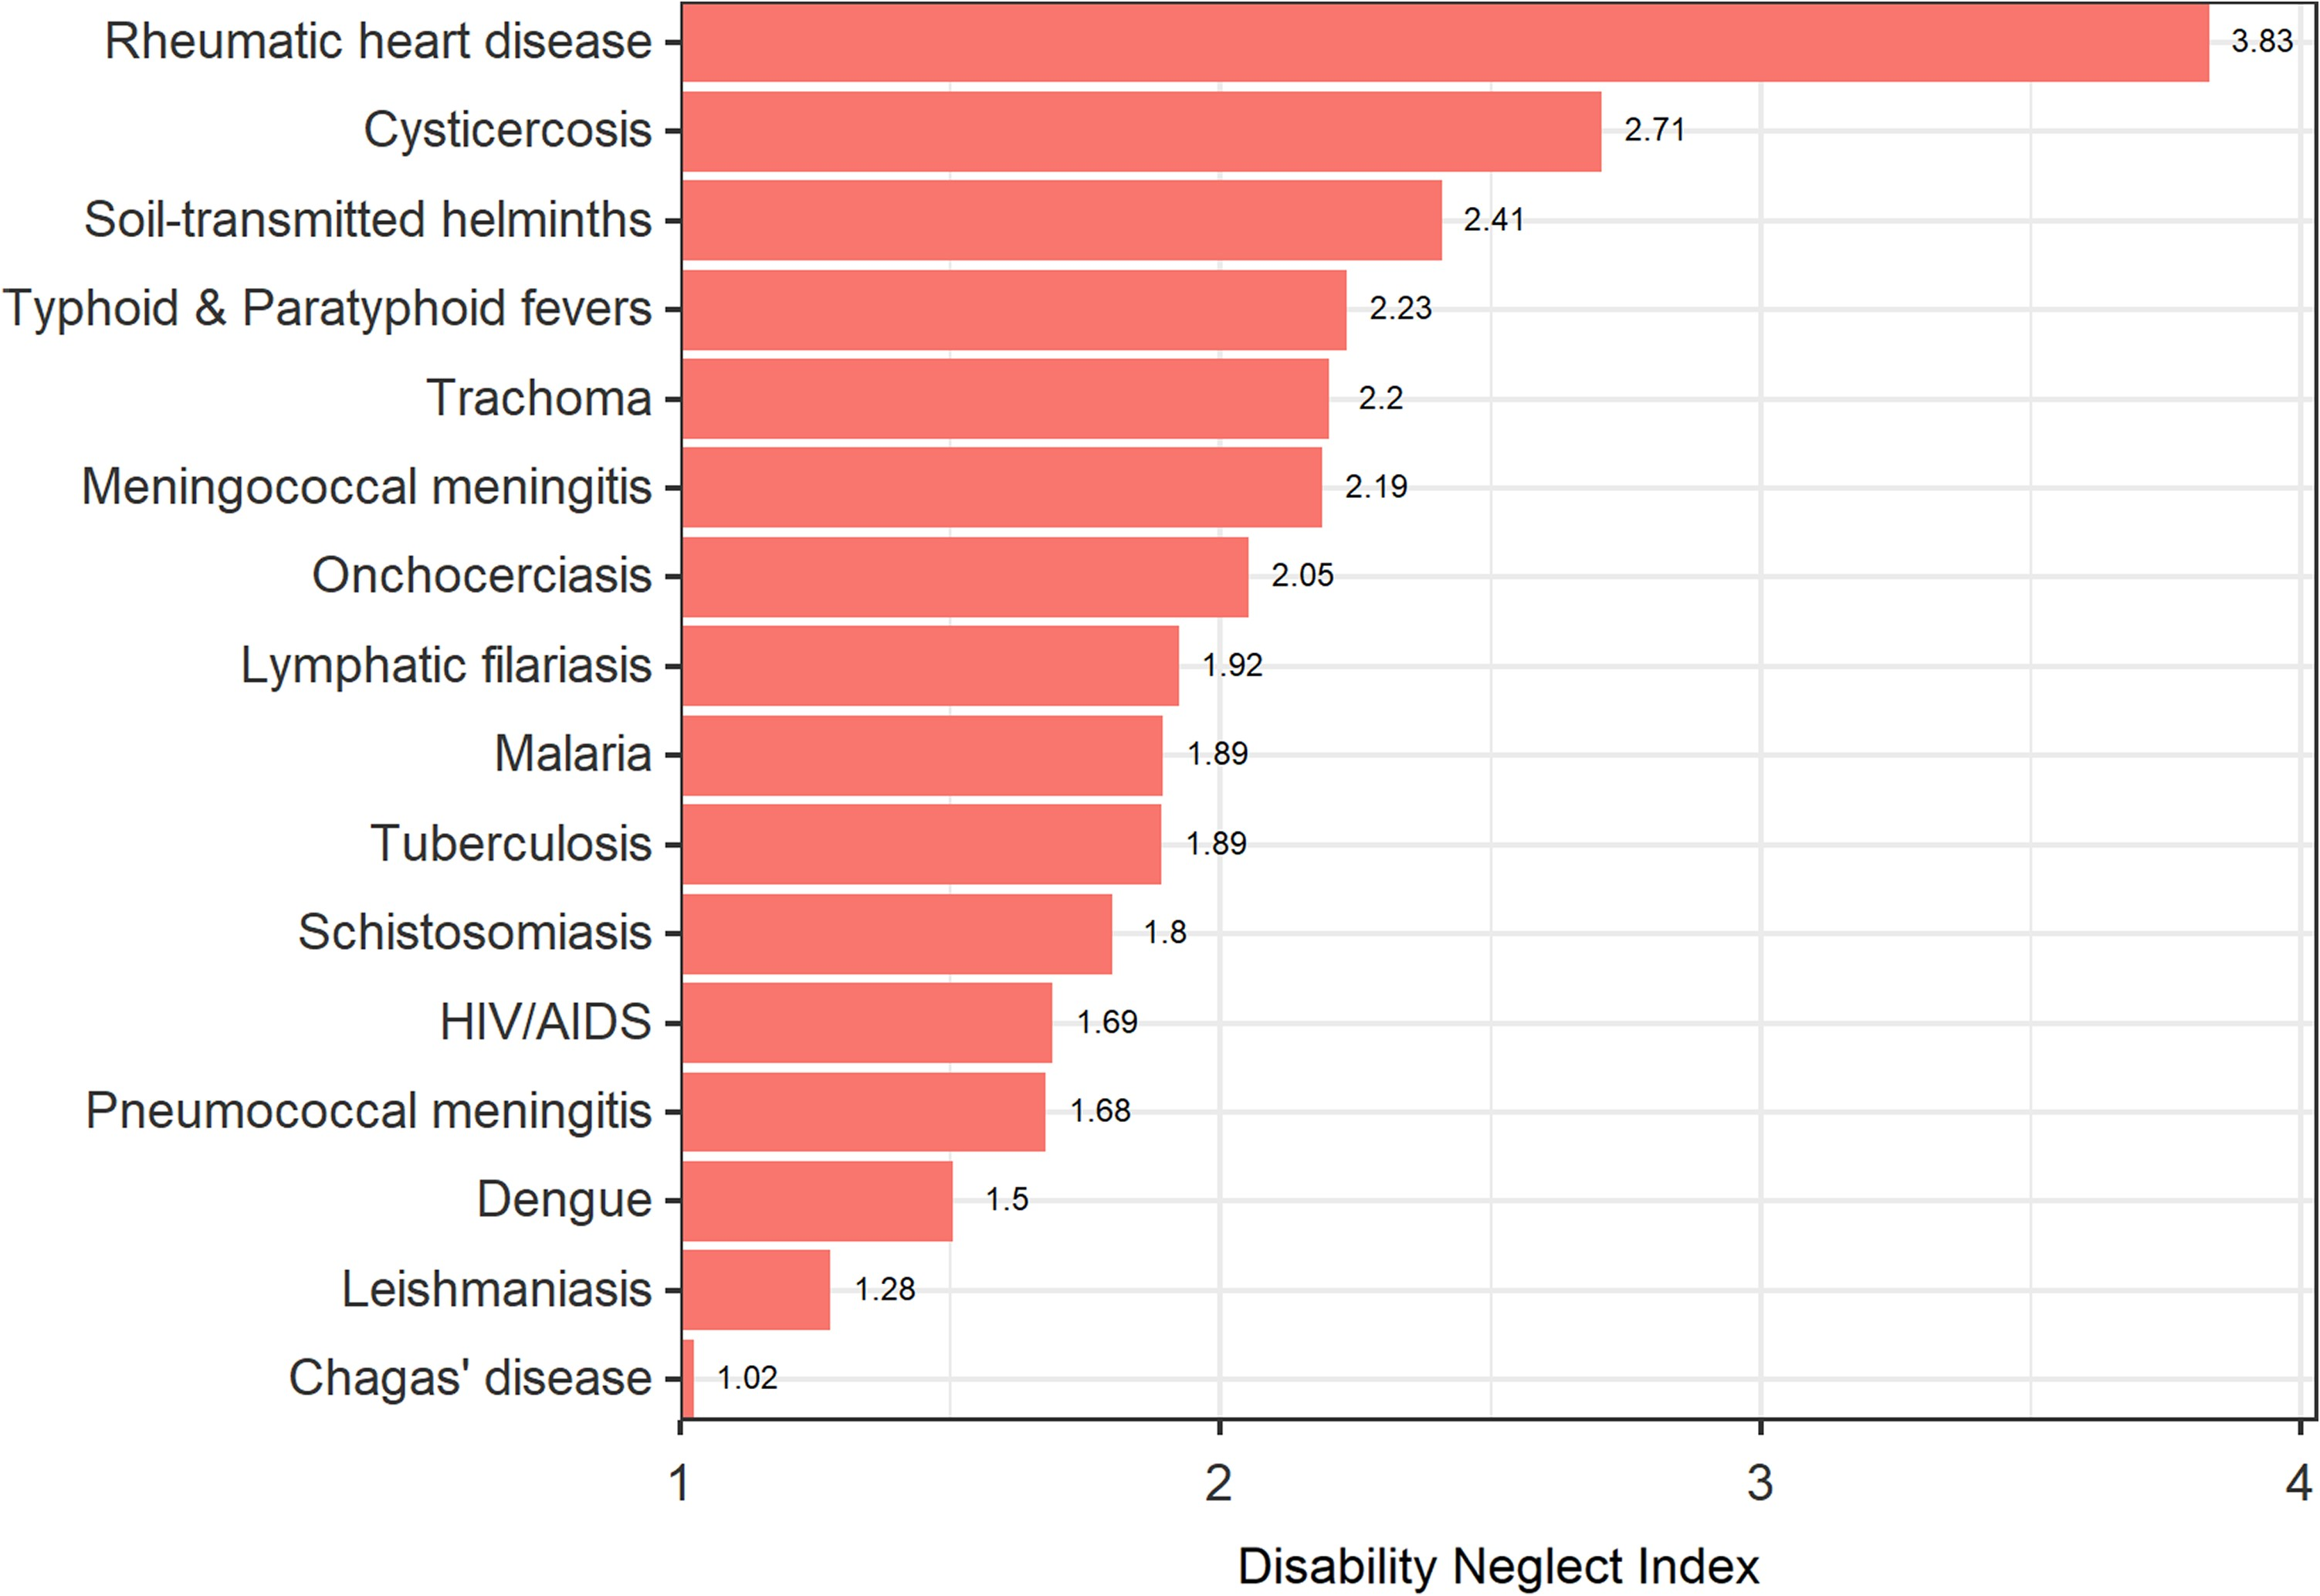 Rheumatic heart disease 3.83
Cysticercosis 2.71
Soil-transmitted helminths 2.41
Typhoid & Paratyphoid fevers 2.23
Trachoma 2.2
Meningococcal meningitis 2.19
Onchocerciasis 2.05
Lymphatic filariasis 1.92
Malaria 1.89
Tuberculosis 1.89
Schistosomiasis 1.8
HIV/AIDS 1.69
Pneumococcal meningitis 1.68
Dengue 1.5
Leishmaniasis 1.28
Chagas' disease 1.02
1 2 3 4
Disability Neglect Index